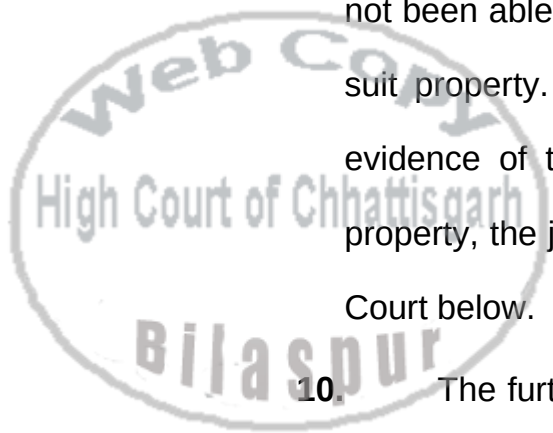 not been able
Web Copy
suit property.
evidence of t
High Court of Chhattisgarh
property, the j
Court below.
Bilaspur
10. The furt